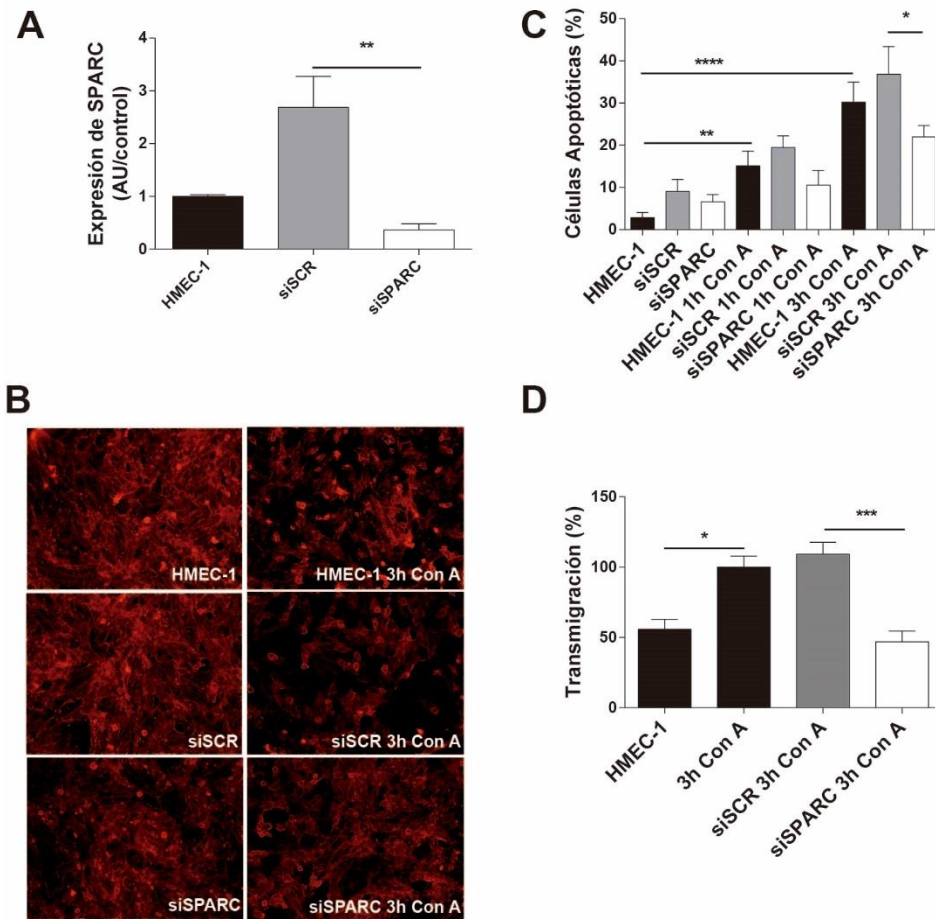 A
Expresión de SPARC
(AU/control)
4
3
2
1
0
**
HMEC-1
siSCR
siSPARC
C
Células Apoptóticas (%)
50
40
30
20
10
0
*
****
**
HMEC-1
siSCR
siSPARC
HMEC-1 1h Con A
siSCR 1h Con A
siSPARC 1h Con A
HMEC-1 3h Con A
siSCR 3h Con A
siSPARC 3h Con A
B
HMEC-1
HMEC-1 3h Con A
siSCR
siSCR 3h Con A
siSPARC
siSPARC 3h Con A
D
Transmigración (%)
150
100
50
0
*
***
HMEC-1
3h Con A
siSCR 3h Con A
siSPARC 3h Con A